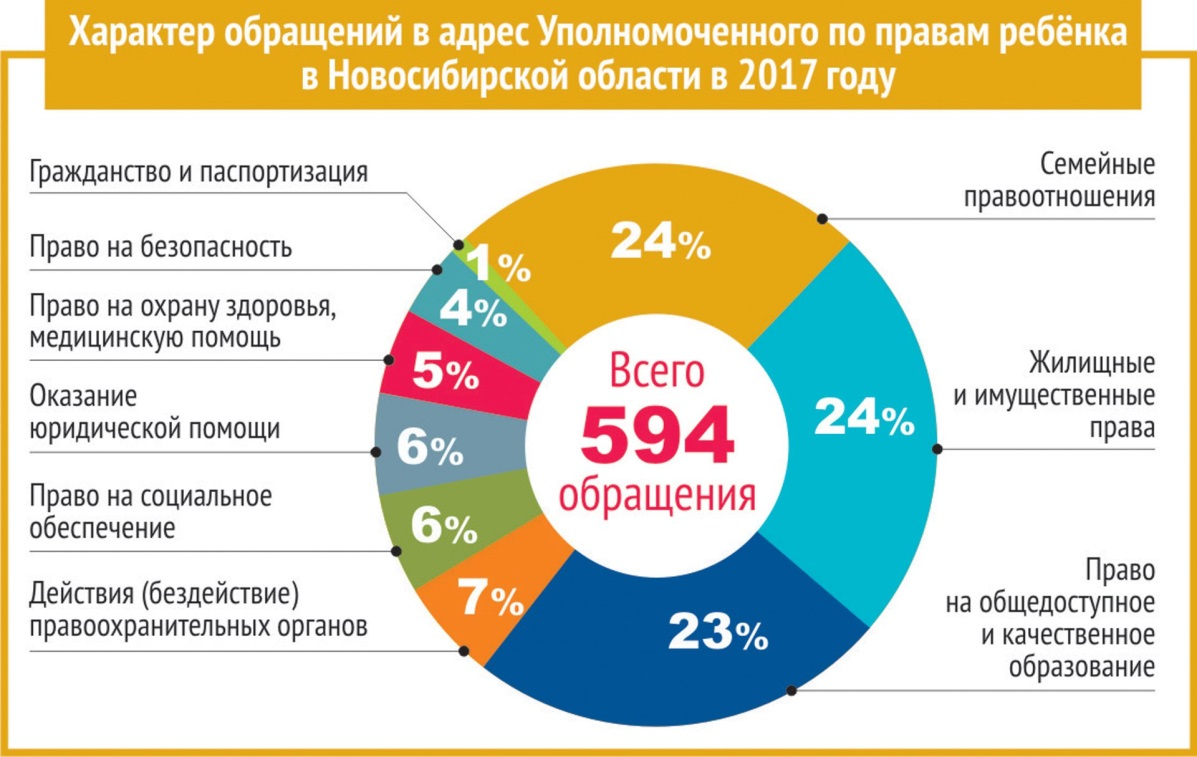 Характер обращений в адрес Уполномоченного по правам ребёнка
в Новосибирской области в 2017 году
Гражданство и паспортизация
Право на безопасность
Право на охрану здоровья,
медицинскую помощь
Оказание
юридической помощи
Право на социальное
обеспечение
Действия (бездействие)
правоохранительных органов
1%
4%
5%
6%
6%
7%
24%
24%
23%
Всего
594
обращения
Семейные
правоотношения
Жилищные
и имущественные
права
Право
на общедоступное
и качественное
образование